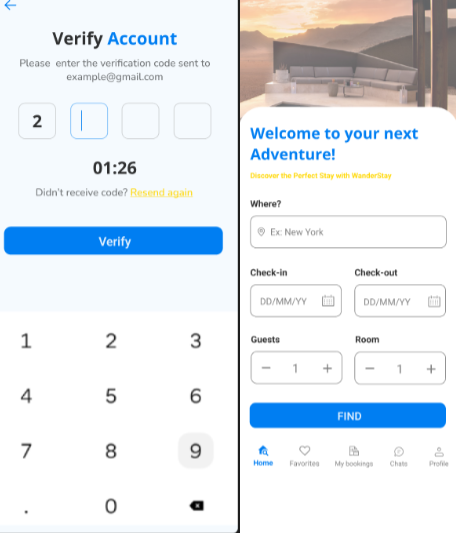 Verify Account
Please enter the verification code sent to
example@gmail.com
2
01:26
Didn't receive code? Resend again
Verify
1 2 3
4 5 6
7 8 9
. 0
Welcome to your next
Adventure!
Discover the Perfect Stay with WanderStay
Where?
Ex: New York
Check-in Check-out
DD/MM/YY DD/MM/YY
Guests Room
− 1 + − 1 +
FIND
Home Favorites My bookings Chats Profile